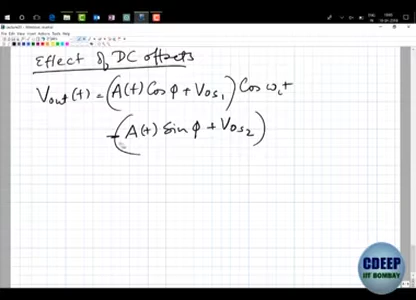 Effect of DC offsets
Vout(t) = (A(t) Cos φ + Vos1) Cos ωct
-(A(t) Sin φ + Vos2)
CDEEP
IIT BOMBAY